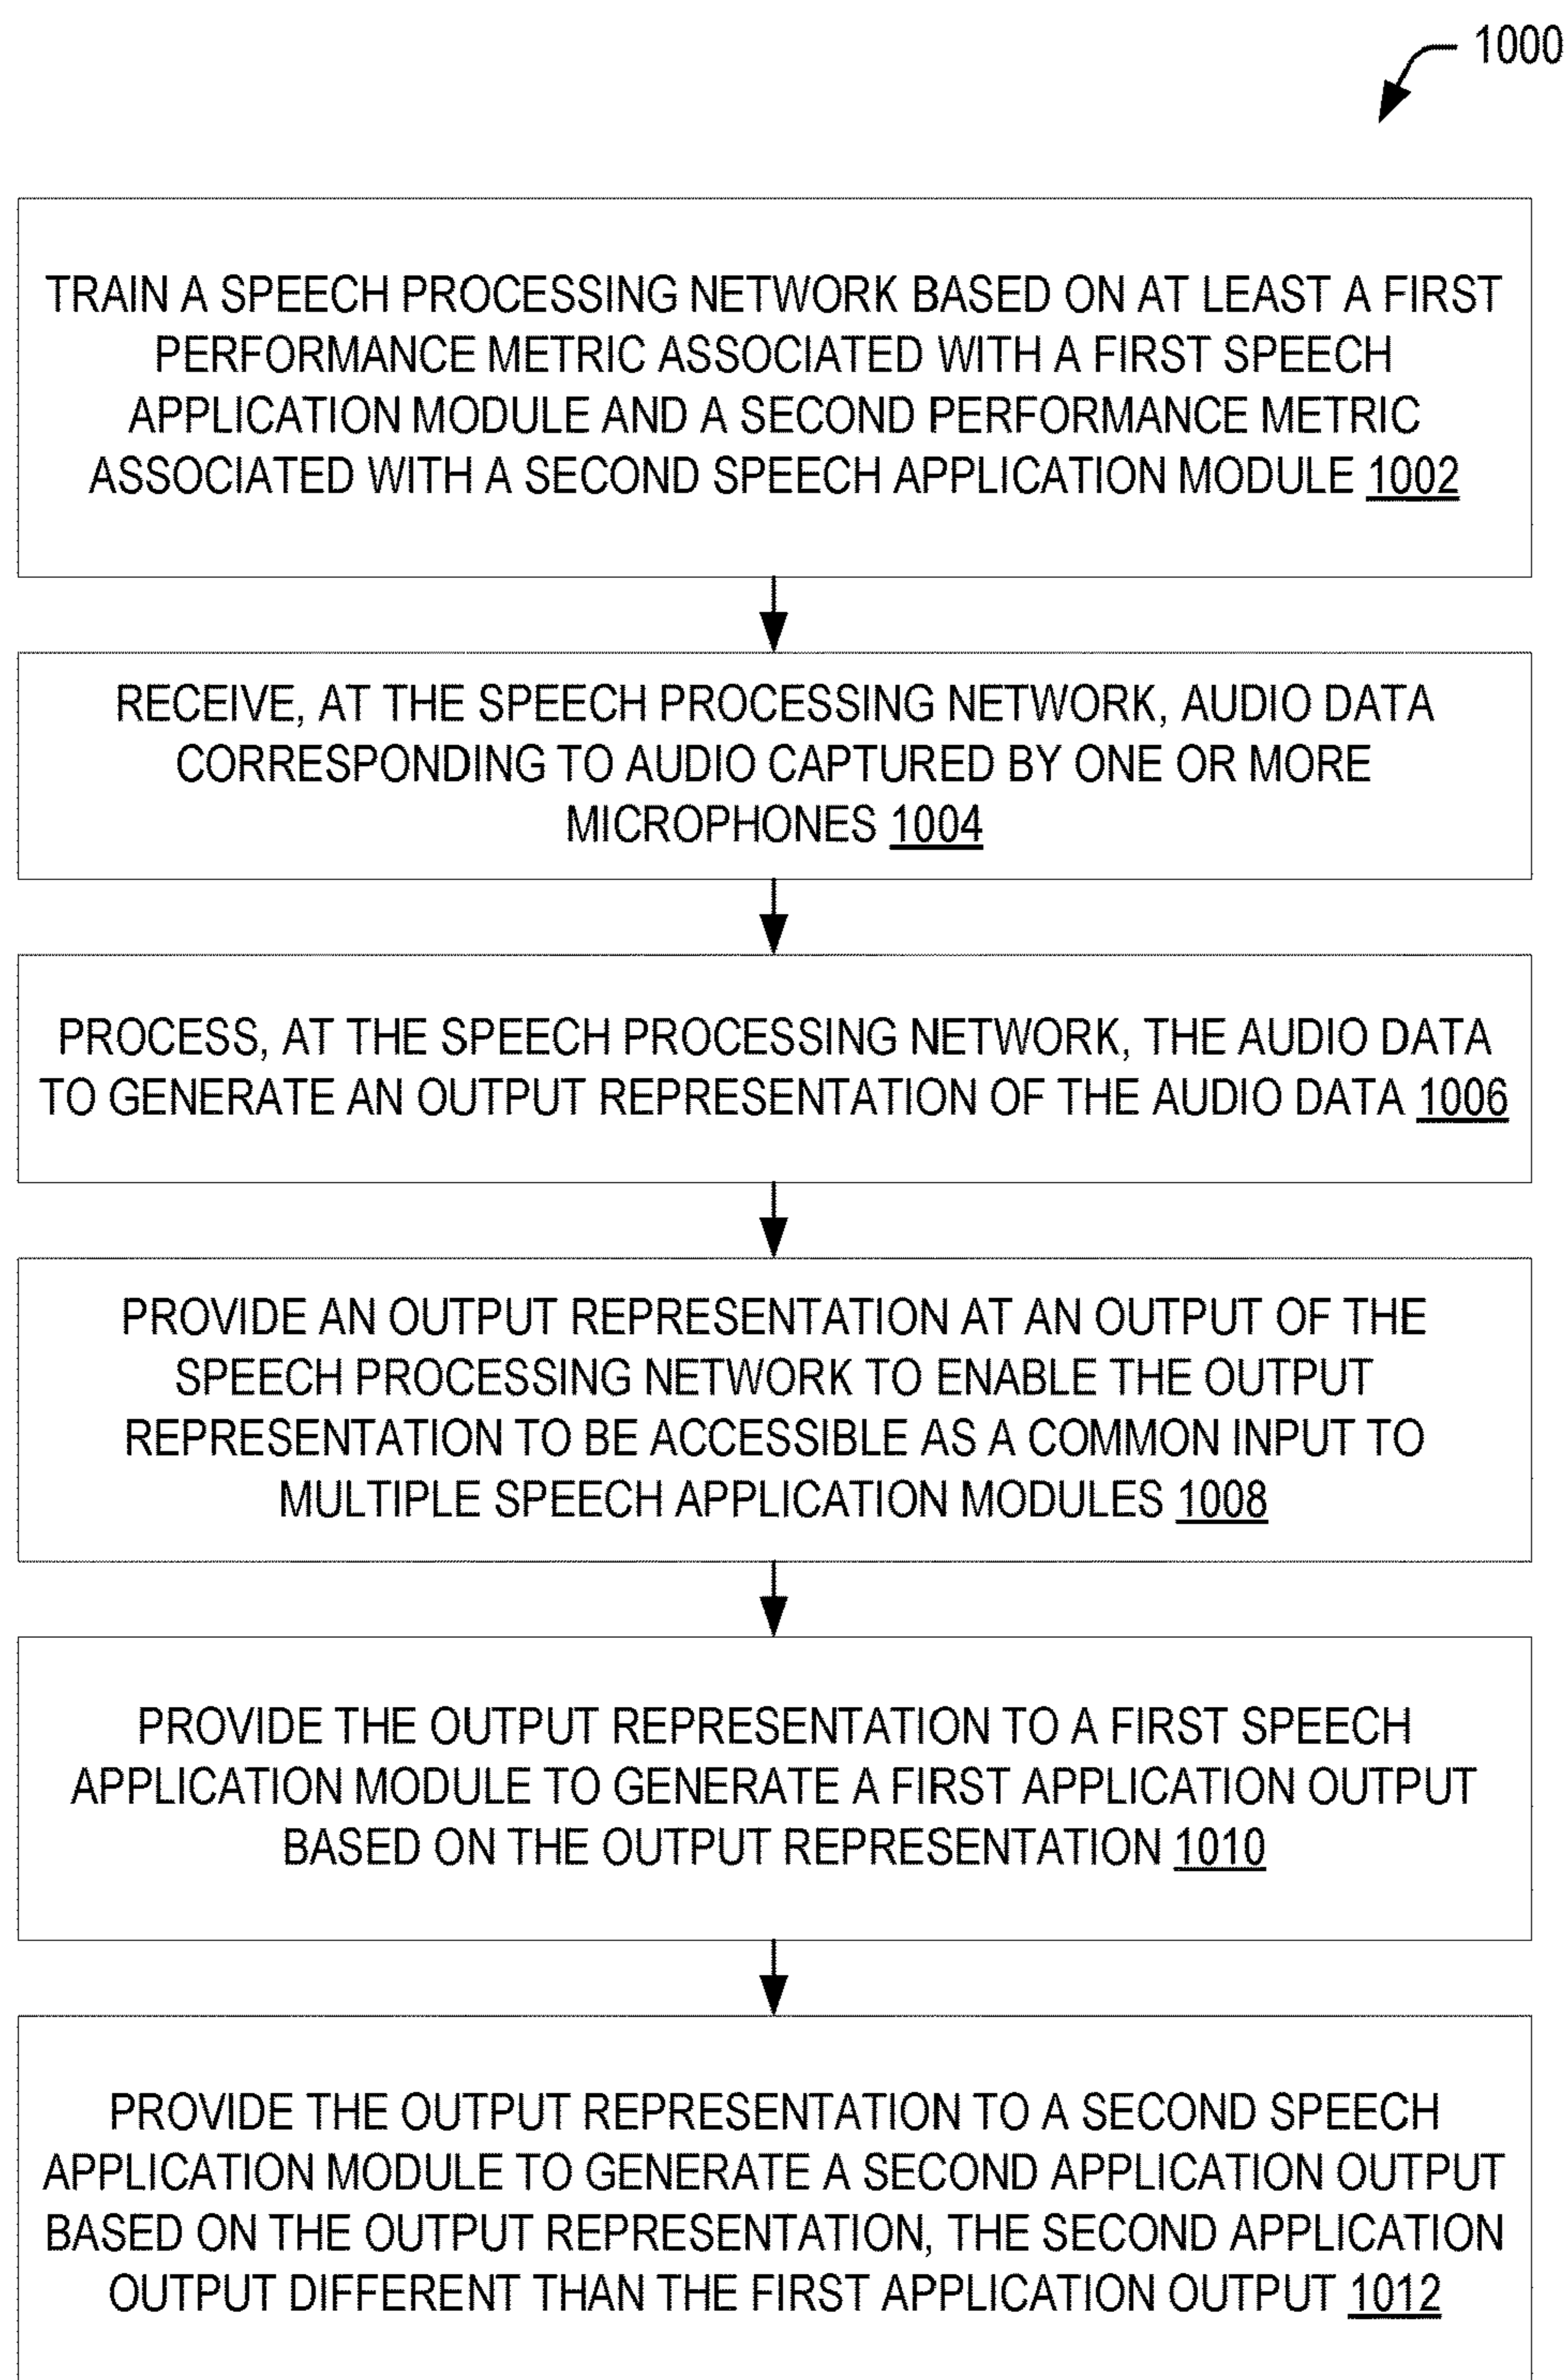 1000
TRAIN A SPEECH PROCESSING NETWORK BASED ON AT LEAST A FIRST
PERFORMANCE METRIC ASSOCIATED WITH A FIRST SPEECH
APPLICATION MODULE AND A SECOND PERFORMANCE METRIC
ASSOCIATED WITH A SECOND SPEECH APPLICATION MODULE 1002
RECEIVE, AT THE SPEECH PROCESSING NETWORK, AUDIO DATA
CORRESPONDING TO AUDIO CAPTURED BY ONE OR MORE
MICROPHONES 1004
PROCESS, AT THE SPEECH PROCESSING NETWORK, THE AUDIO DATA
TO GENERATE AN OUTPUT REPRESENTATION OF THE AUDIO DATA 1006
PROVIDE AN OUTPUT REPRESENTATION AT AN OUTPUT OF THE
SPEECH PROCESSING NETWORK TO ENABLE THE OUTPUT
REPRESENTATION TO BE ACCESSIBLE AS A COMMON INPUT TO
MULTIPLE SPEECH APPLICATION MODULES 1008
PROVIDE THE OUTPUT REPRESENTATION TO A FIRST SPEECH
APPLICATION MODULE TO GENERATE A FIRST APPLICATION OUTPUT
BASED ON THE OUTPUT REPRESENTATION 1010
PROVIDE THE OUTPUT REPRESENTATION TO A SECOND SPEECH
APPLICATION MODULE TO GENERATE A SECOND APPLICATION OUTPUT
BASED ON THE OUTPUT REPRESENTATION, THE SECOND APPLICATION
OUTPUT DIFFERENT THAN THE FIRST APPLICATION OUTPUT 1012